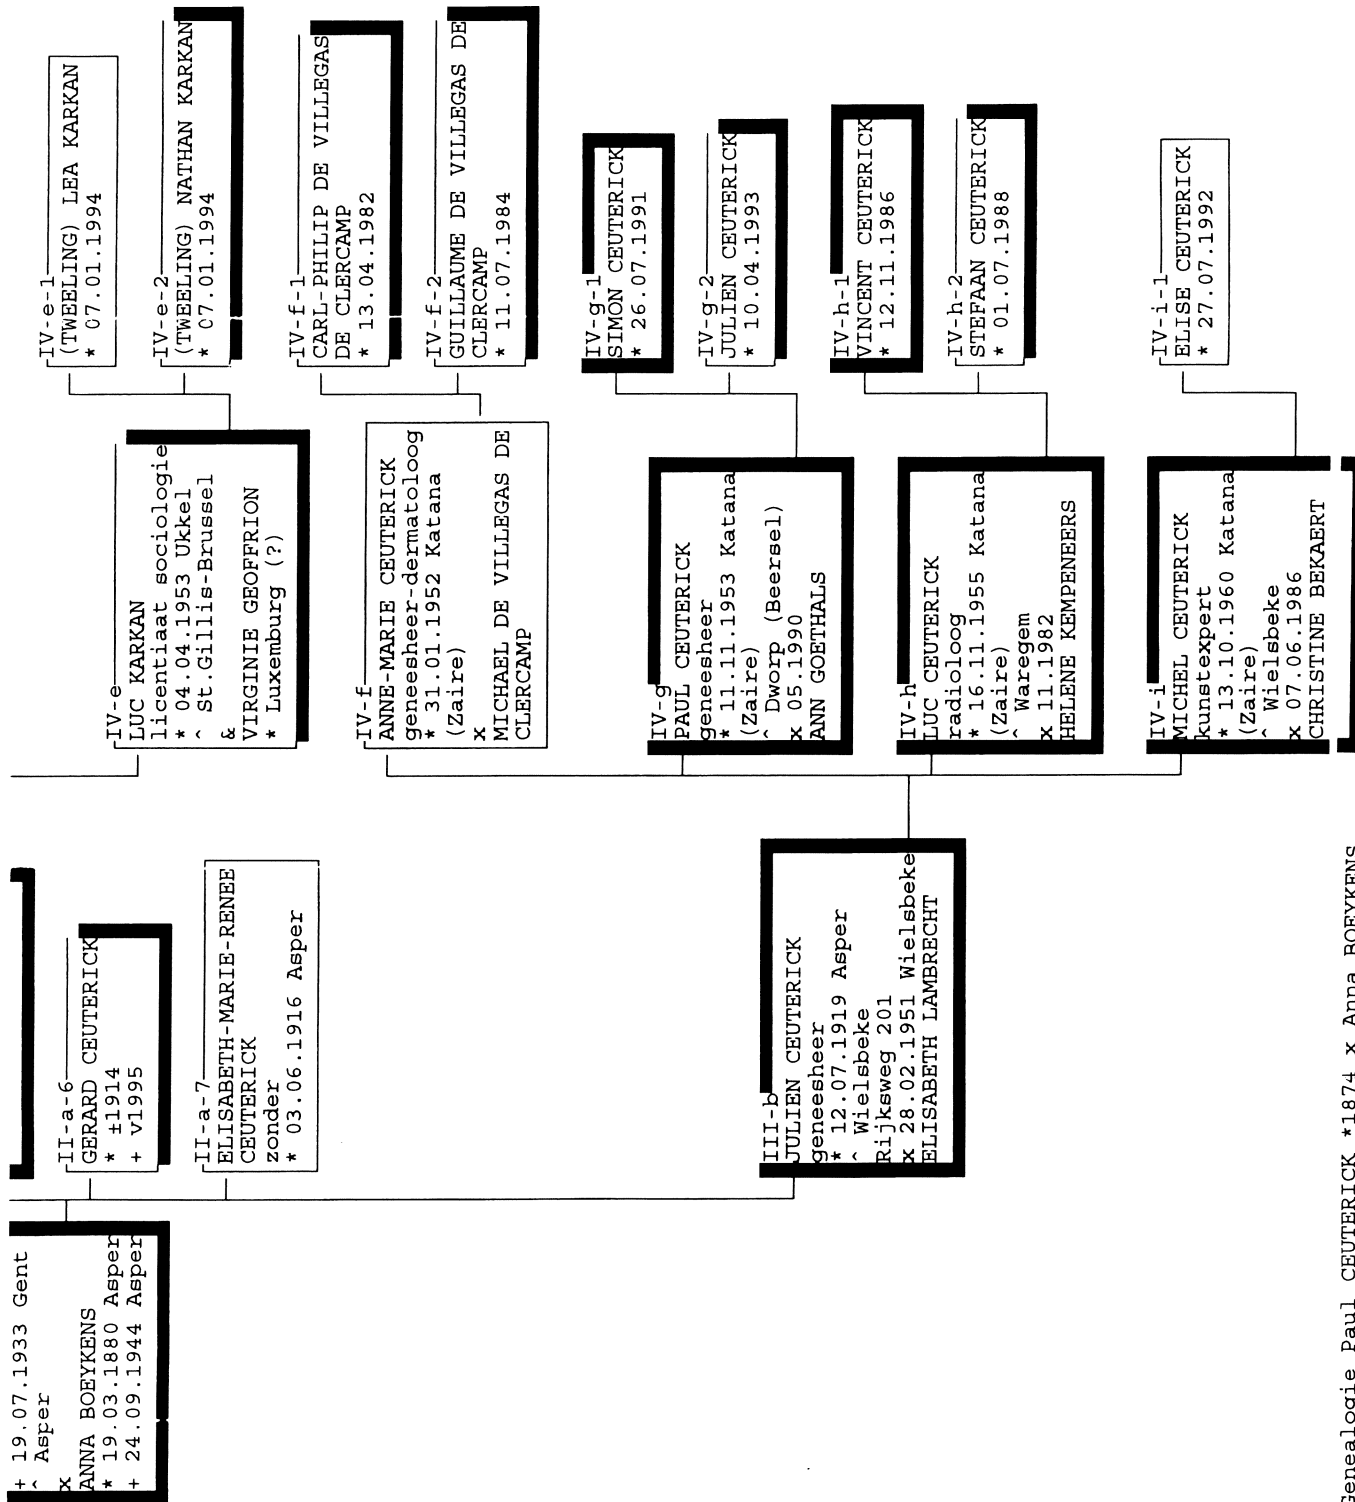 + 19.07.1933 Gent
^ Asper
x
ANNA BOEYKENS
* 19.03.1880 Asper
+ 24.09.1944 Asper
II-a-6
GERARD CEUTERICK
* ±1914
+ v1995
II-a-7
ELISABETH-MARIE-RENEE
CEUTERICK
zonder
* 03.06.1916 Asper
III-b
JULIEN CEUTERICK
geneesheer
* 12.07.1919 Asper
^ Wielsbeke
Rijksweg 201
x 28.02.1951 Wielsbeke
ELISABETH LAMBRECHT
IV-e
LUC KARKAN
licentiaat sociologie
* 04.04.1953 Ukkel
^ St.Gillis-Brussel
&
VIRGINIE GEOFFRION
* Luxemburg (?)
IV-f
ANNE-MARIE CEUTERICK
geneesheer-dermatoloog
* 31.01.1952 Katana
(Zaire)
x
MICHAEL DE VILLEGAS DE
CLERCAMP
IV-g
PAUL CEUTERICK
geneesheer
* 11.11.1953 Katana
(Zaire)
^ Dworp (Beersel)
x 05.1990
ANN GOETHALS
IV-h
LUC CEUTERICK
radioloog
* 16.11.1955 Katana
(Zaire)
^ Waregem
x 11.1982
HELENE KEMPENEERS
IV-i
MICHEL CEUTERICK
kunstexpert
* 13.10.1960 Katana
(Zaire)
^ Wielsbeke
x 07.06.1986
CHRISTINE BEKAERT
IV-e-1
(TWEELING) LEA KARKAN
* 07.01.1994
IV-e-2
(TWEELING) NATHAN KARKAN
* 07.01.1994
IV-f-1
CARL-PHILIP DE VILLEGAS
DE CLERCAMP
* 13.04.1982
IV-f-2
GUILLAUME DE VILLEGAS DE
CLERCAMP
* 11.07.1984
IV-g-1
SIMON CEUTERICK
* 26.07.1991
IV-g-2
JULIEN CEUTERICK
* 10.04.1993
IV-h-1
VINCENT CEUTERICK
* 12.11.1986
IV-h-2
STEFAAN CEUTERICK
* 01.07.1988
IV-i-1
ELISE CEUTERICK
* 27.07.1992
Genealogie Paul CEUTERICK *1874 x Anna BOEYKENS